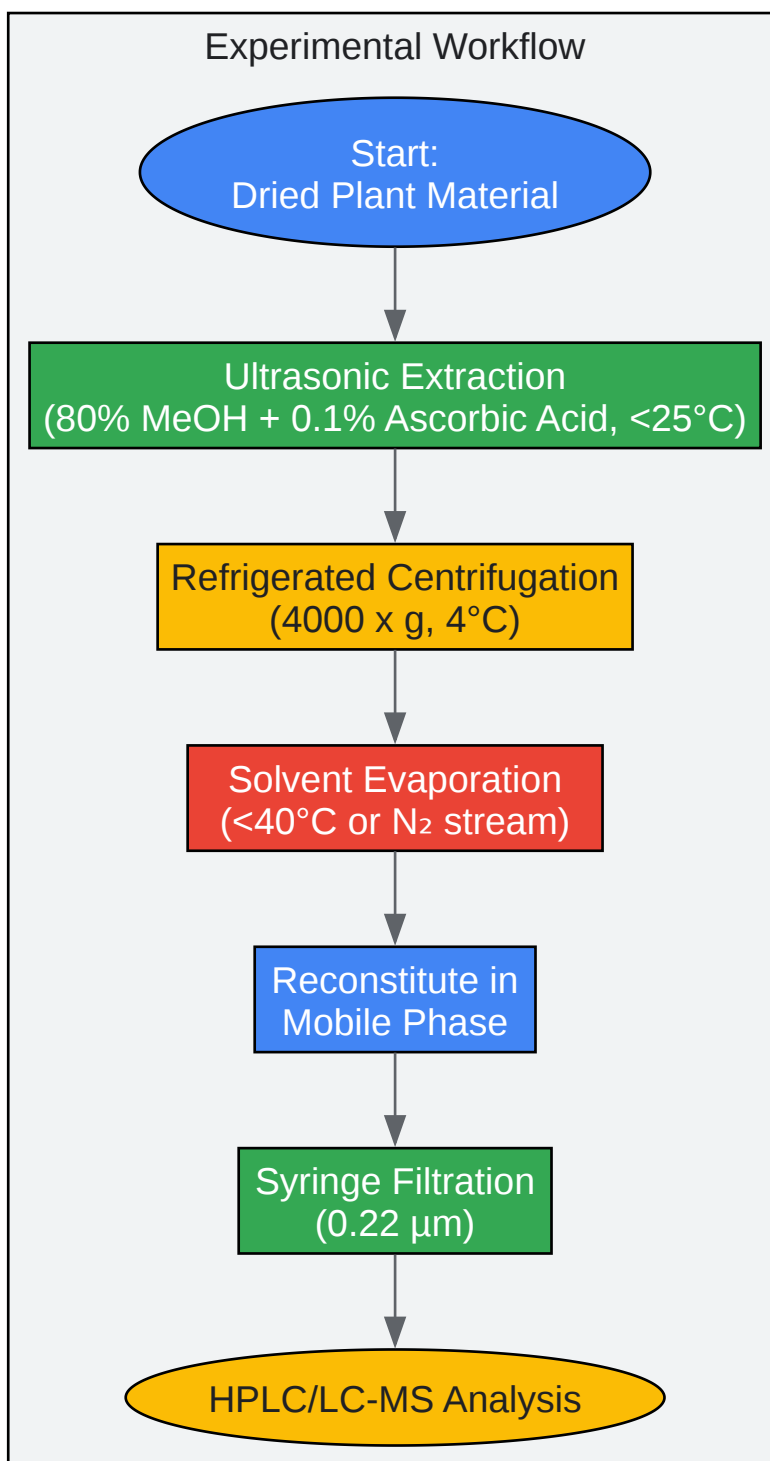 Experimental Workflow
Start:
Dried Plant Material
Ultrasonic Extraction
(80% MeOH + 0.1% Ascorbic Acid, <25°C)
Refrigerated Centrifugation
(4000 x g, 4°C)
Solvent Evaporation
(<40°C or N₂ stream)
Reconstitute in
Mobile Phase
Syringe Filtration
(0.22 µm)
HPLC/LC-MS Analysis